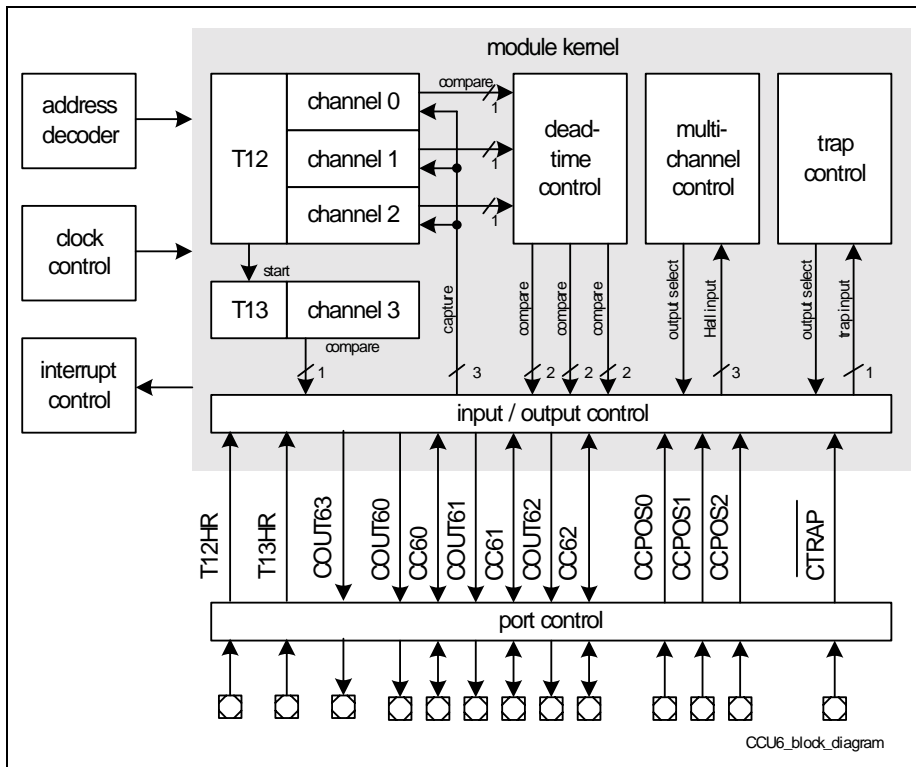 module kernel
address
decoder
clock
control
interrupt
control
T12
channel 0
channel 1
channel 2
compare
1
1
1
dead-
time
control
multi-
channel
control
trap
control
start
T13
channel 3
compare
1
capture
3
compare
2
compare
2
compare
2
output select
Hall input
3
output select
trap input
1
input / output control
T12HR
T13HR
COUT63
COUT60
CC60
COUT61
CC61
COUT62
CC62
CCPOS0
CCPOS1
CCPOS2
CTRAP
port control
CCU6_block_diagram